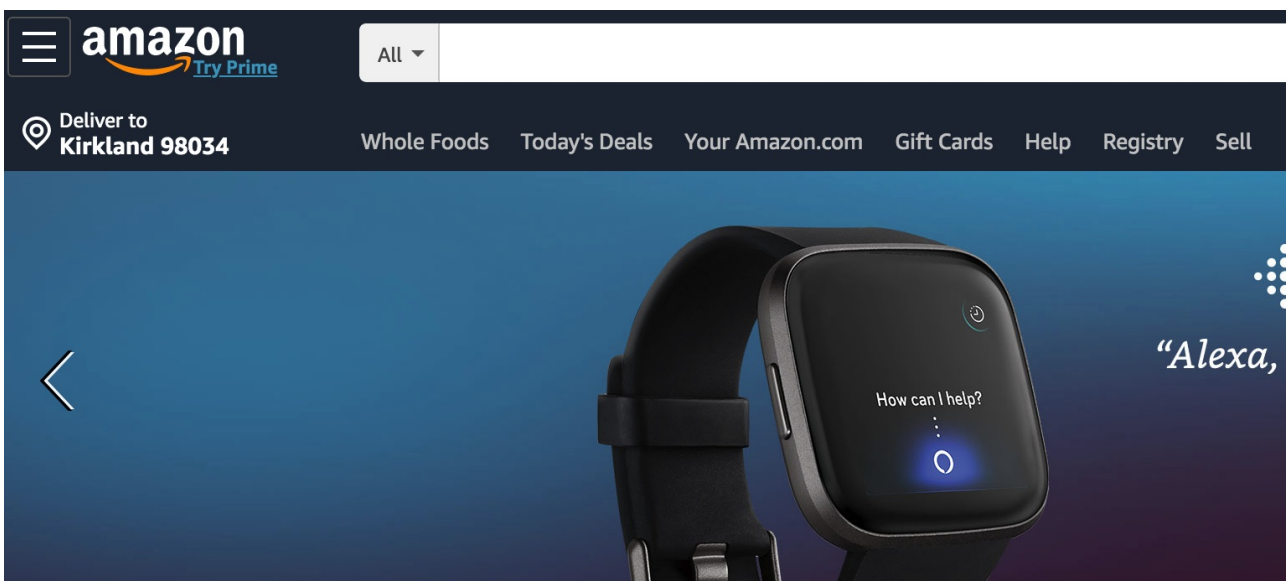 amazon
Try Prime
All
Deliver to
Kirkland 98034
Whole Foods
Today's Deals
Your Amazon.com
Gift Cards
Help
Registry
Sell
“Alexa,
How can I help?